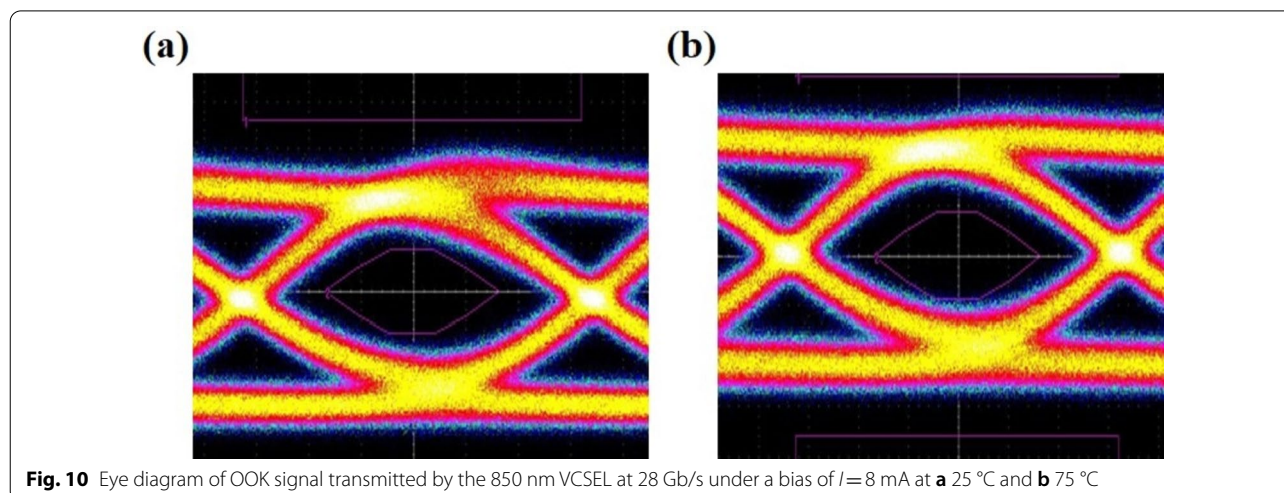 (a)
(b)
Fig. 10 Eye diagram of OOK signal transmitted by the 850 nm VCSEL at 28 Gb/s under a bias of I = 8 mA at a 25 °C and b 75 °C